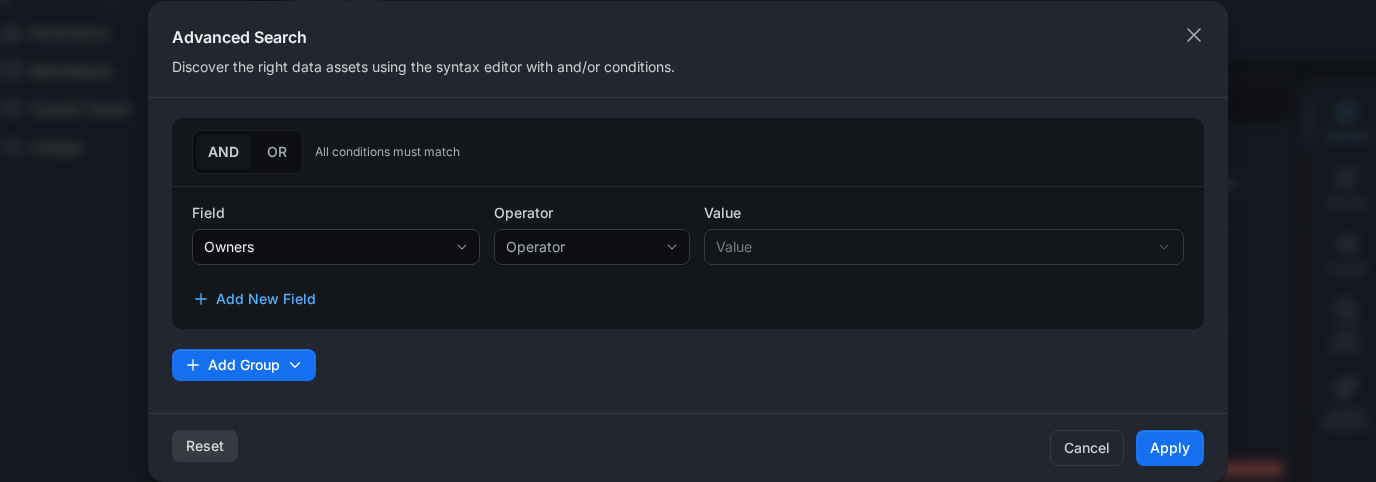 Advanced Search
Discover the right data assets using the syntax editor with and/or conditions.
AND OR All conditions must match
Field Operator Value
Owners Operator Value
Add New Field
Add Group
Reset Cancel Apply